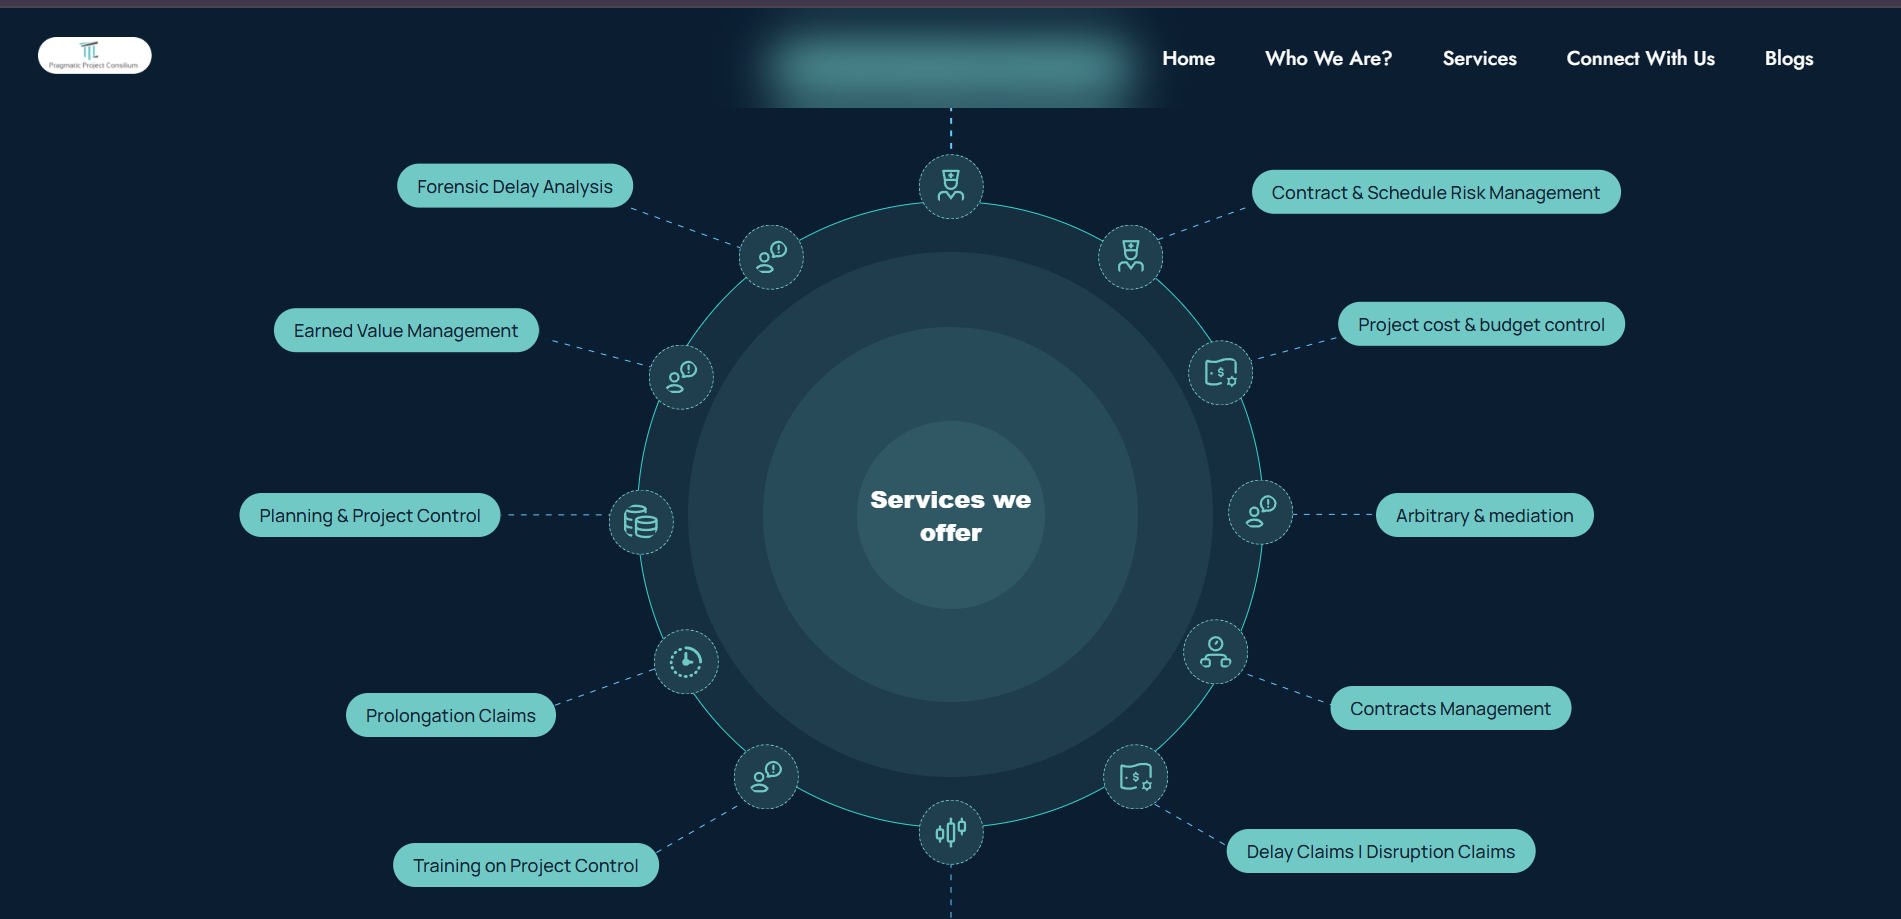 Pragmatic Project Consilium
Home
Who We Are?
Services
Connect With Us
Blogs
Forensic Delay Analysis
Contract & Schedule Risk Management
Earned Value Management
Project cost & budget control
Services we
offer
Planning & Project Control
Arbitrary & mediation
Prolongation Claims
Contracts Management
Training on Project Control
Delay Claims | Disruption Claims